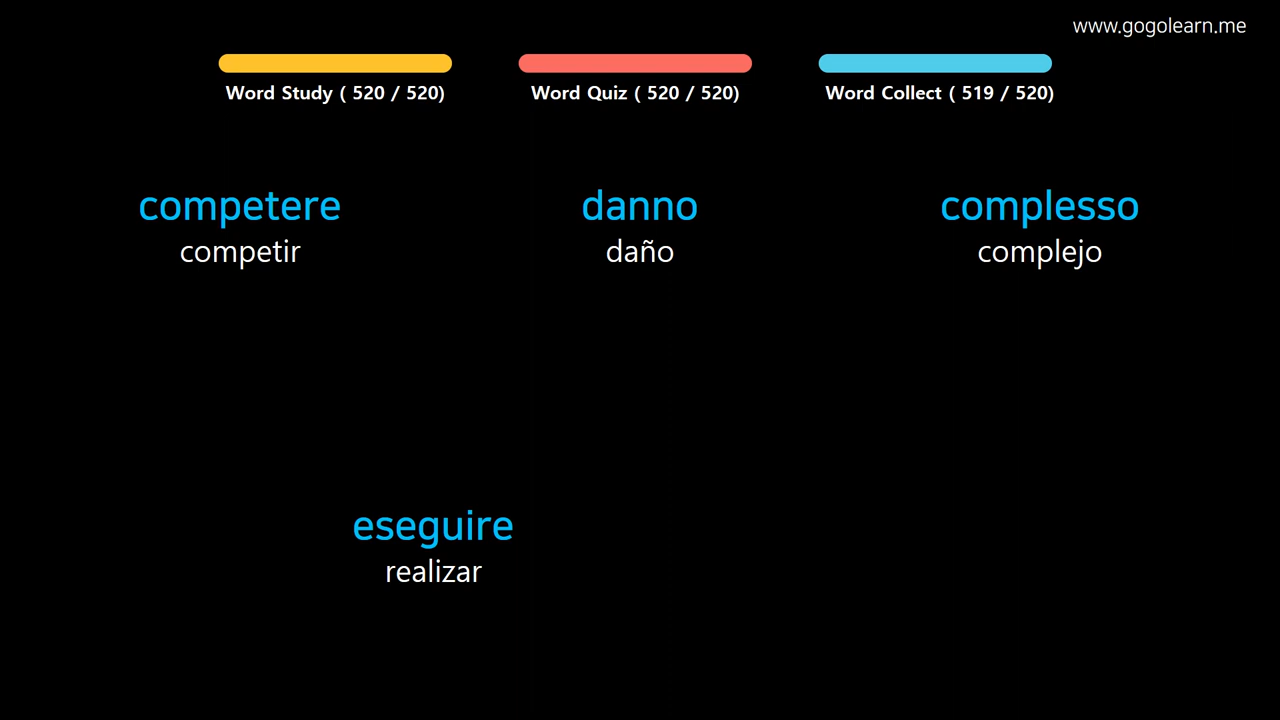 www.gogolearn.me
Word Study ( 520 / 520)
Word Quiz ( 520 / 520)
Word Collect ( 519 / 520)
competere
competir
danno
daño
complesso
complejo
eseguire
realizar